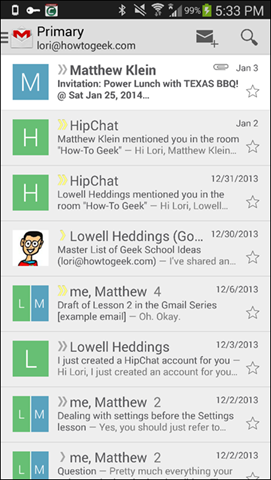 99% 5:33 PM
Primary
lori@howtogeek.com
M Matthew Klein Jan 3
Invitation: Power Lunch with TEXAS BBQ!
@ Sat Jan 25, 2014…
H HipChat Jan 2
Matthew Klein mentioned you in the room
"How-To Geek" — Hi Lori, Matthew Klein…
H HipChat 12/31/2013
Lowell Heddings mentioned you in the
room "How-To Geek" — Hi Lori, Lowell…
Lowell Heddings (Go… 12/30/2013
Master List of Geek School Ideas
(lori@howtogeek.com) — I've shared an…
L M me, Matthew 4 12/6/2013
Draft of Lesson 2 in the Gmail Series
[example email] — Oh. Okay.
L Lowell Heddings 12/3/2013
I just created a HipChat account for you —
Hi Lori, I just created an account for you…
L M me, Matthew 2 12/2/2013
Dealing with settings before the Settings
lesson — Yes, you should just refer to…
L M me, Matthew 2 12/2/2013
Question — Pretty much everything your